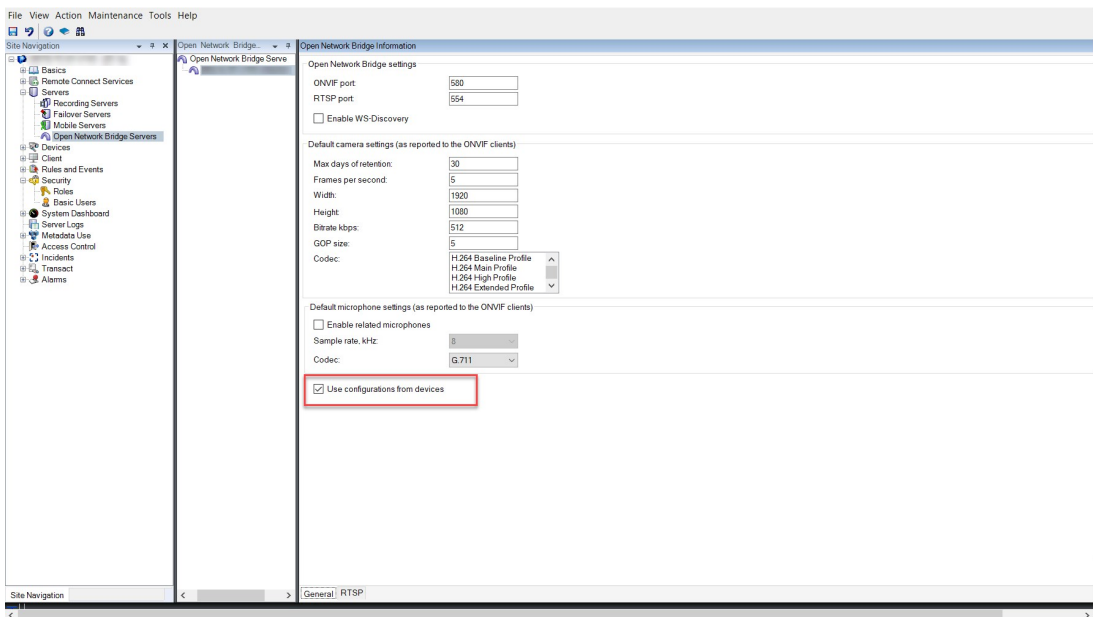 File View Action Maintenance Tools Help
Site Navigation
Basics
Remote Connect Services
Servers
Recording Servers
Failover Servers
Mobile Servers
Open Network Bridge Servers
Devices
Client
Rules and Events
Security
Roles
Basic Users
System Dashboard
Server Logs
Metadata Use
Access Control
Incidents
Transact
Alarms
Site Navigation
Open Network Bridge...
Open Network Bridge Serve
Open Network Bridge Information
Open Network Bridge settings
ONVIF port: 580
RTSP port: 554
Enable WS-Discovery
Default camera settings (as reported to the ONVIF clients)
Max days of retention: 30
Frames per second: 5
Width: 1920
Height: 1080
Bitrate kbps: 512
GOP size: 5
Codec: H.264 Baseline Profile
H.264 Main Profile
H.264 High Profile
H.264 Extended Profile
Default microphone settings (as reported to the ONVIF clients)
Enable related microphones
Sample rate, kHz: 8
Codec: G.711
Use configurations from devices
General RTSP